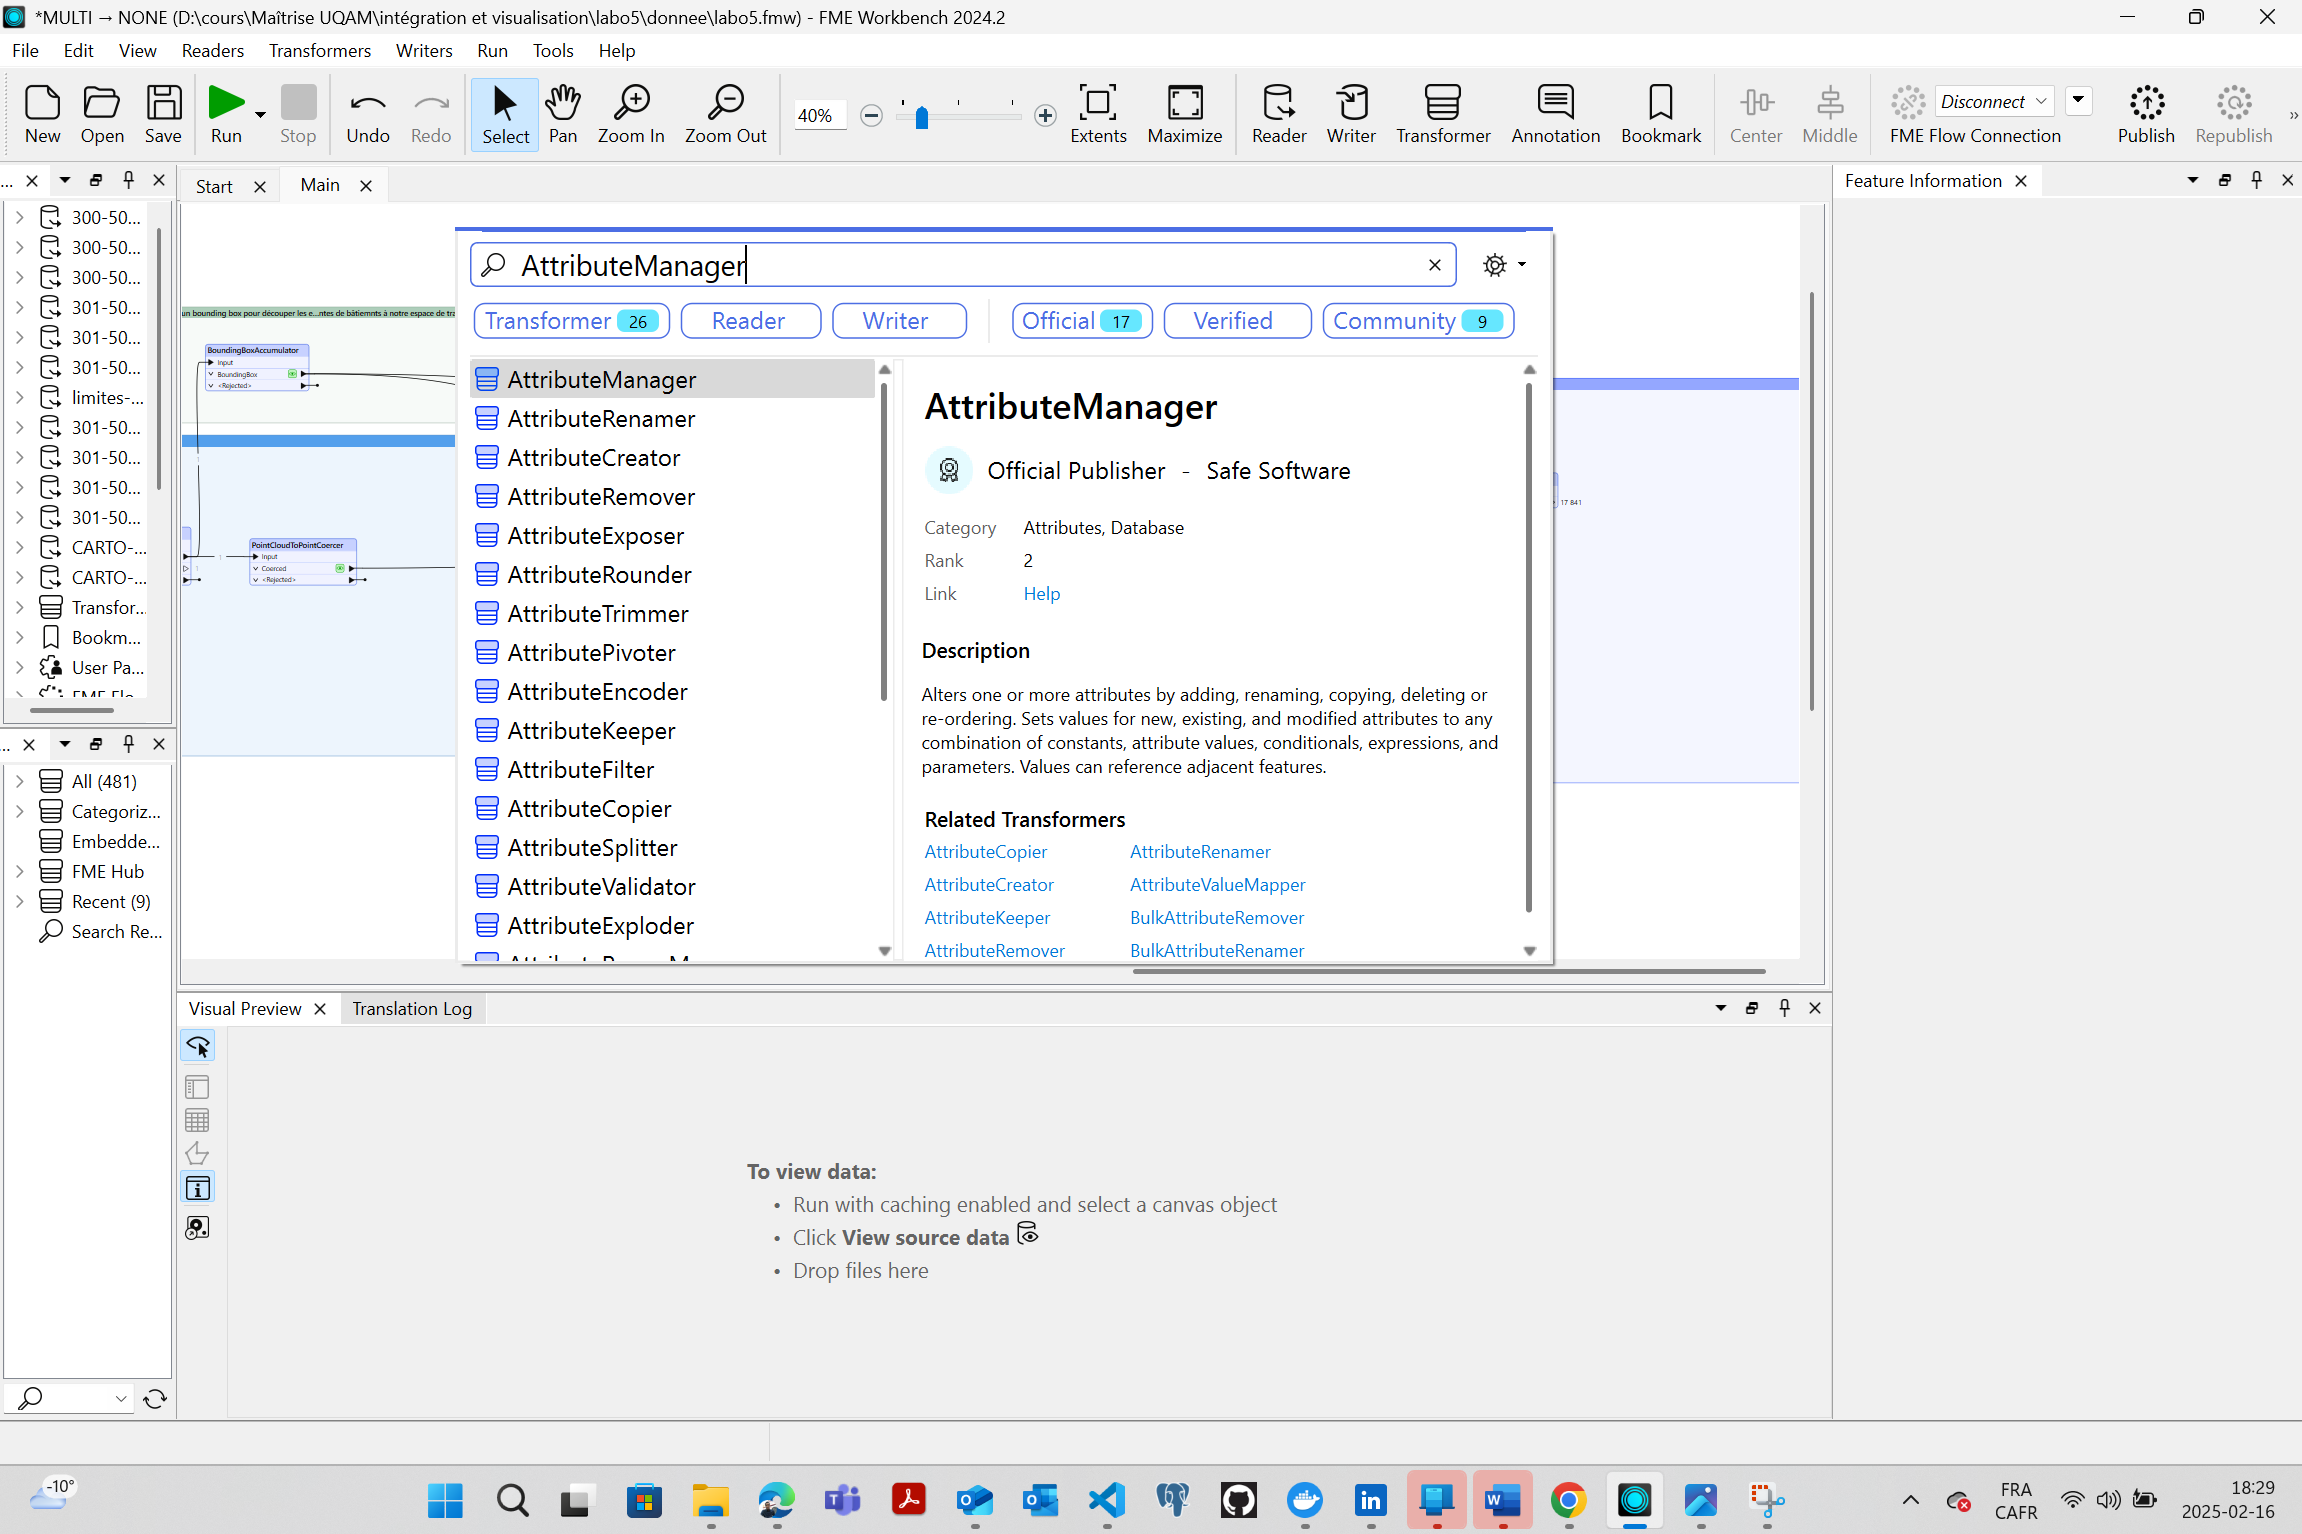 *MULTI → NONE (D:\cours\Maîtrise UQAM\intégration et visualisation\labo5\donnee\labo5.fmw) - FME Workbench 2024.2
File Edit View Readers Transformers Writers Run Tools Help
New Open Save Run Stop Undo Redo Select Pan Zoom In Zoom Out 40% Extents Maximize Reader Writer Transformer Annotation Bookmark Center Middle Disconnect FME Flow Connection Publish Republish »
...
300-50...
300-50...
300-50...
301-50...
301-50...
301-50...
limites-...
301-50...
301-50...
301-50...
301-50...
CARTO-...
CARTO-...
Transfor...
Bookm...
User Pa...
FME Flo
...
All (481)
Categoriz...
Embedde...
FME Hub
Recent (9)
Search Re...
Start Main
un bounding box pour découper les e...ntes de bâtiemnts à notre espace de tra
BoundingBoxAccumulator
Input
BoundingBox
<Rejected>
1
1
1
PointCloudToPointCoercer
Input
Coerced
<Rejected>
17 841
AttributeManager
Transformer 26 Reader Writer Official 17 Verified Community 9
AttributeManager
AttributeRenamer
AttributeCreator
AttributeRemover
AttributeExposer
AttributeRounder
AttributeTrimmer
AttributePivoter
AttributeEncoder
AttributeKeeper
AttributeFilter
AttributeCopier
AttributeSplitter
AttributeValidator
AttributeExploder
AttributeManager
Official Publisher - Safe Software
Category Attributes, Database
Rank 2
Link Help
Description
Alters one or more attributes by adding, renaming, copying, deleting or
re-ordering. Sets values for new, existing, and modified attributes to any
combination of constants, attribute values, conditionals, expressions, and
parameters. Values can reference adjacent features.
Related Transformers
AttributeCopier AttributeRenamer
AttributeCreator AttributeValueMapper
AttributeKeeper BulkAttributeRemover
AttributeRemover BulkAttributeRenamer
Feature Information
Visual Preview Translation Log
To view data:
• Run with caching enabled and select a canvas object
• Click View source data
• Drop files here
-10°
FRA
CAFR
18:29
2025-02-16